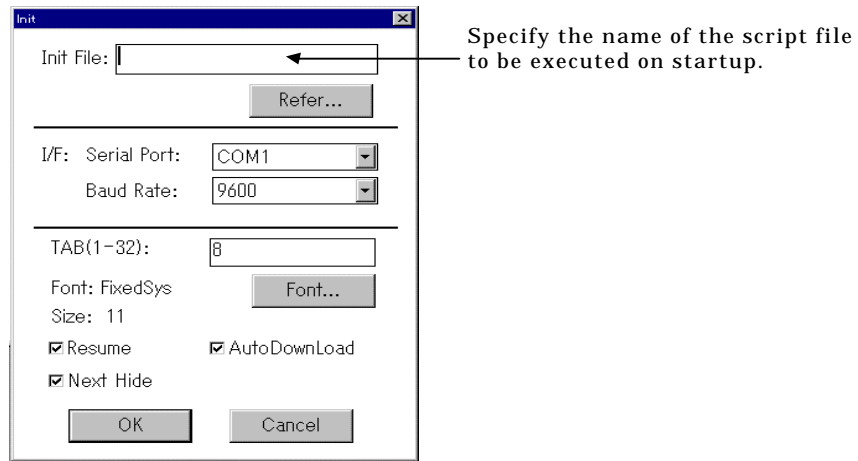 Init
Init File:
Specify the name of the script file
to be executed on startup.
Refer...
I/F: Serial Port: COM1
Baud Rate: 9600
TAB(1-32): 8
Font: FixedSys Font...
Size: 11
Resume AutoDownLoad
Next Hide
OK Cancel